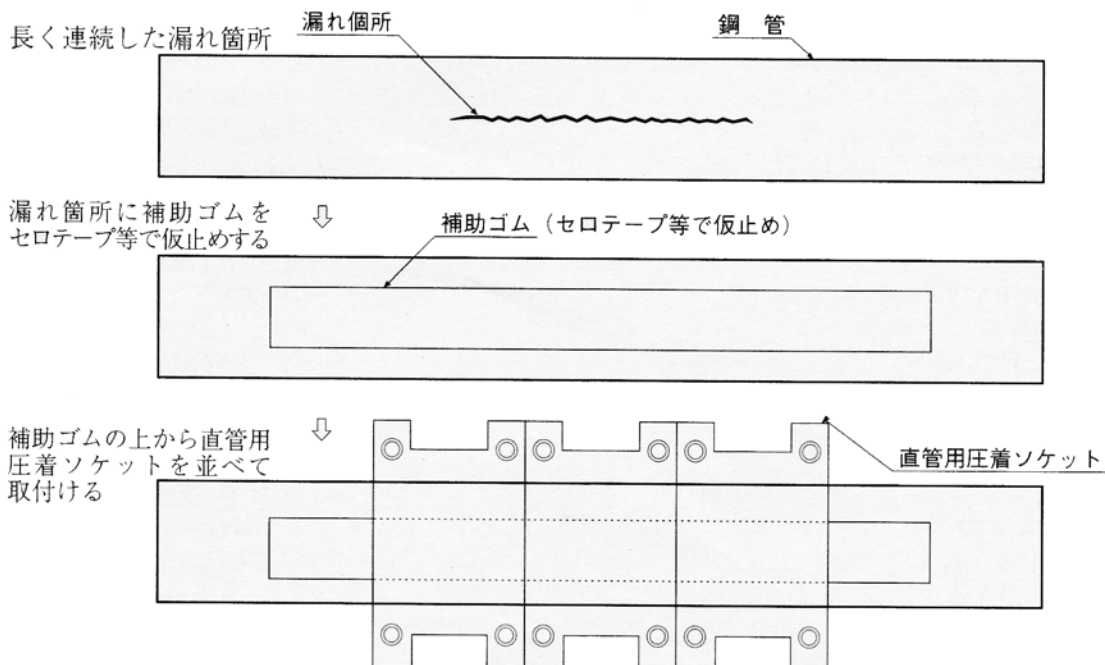 長く連続した漏れ箇所
漏れ個所
鋼 管
漏れ箇所に補助ゴムを
セロテープ等で仮止めする
補助ゴム（セロテープ等で仮止め）
補助ゴムの上から直管用
圧着ソケットを並べて
取付ける
直管用圧着ソケット